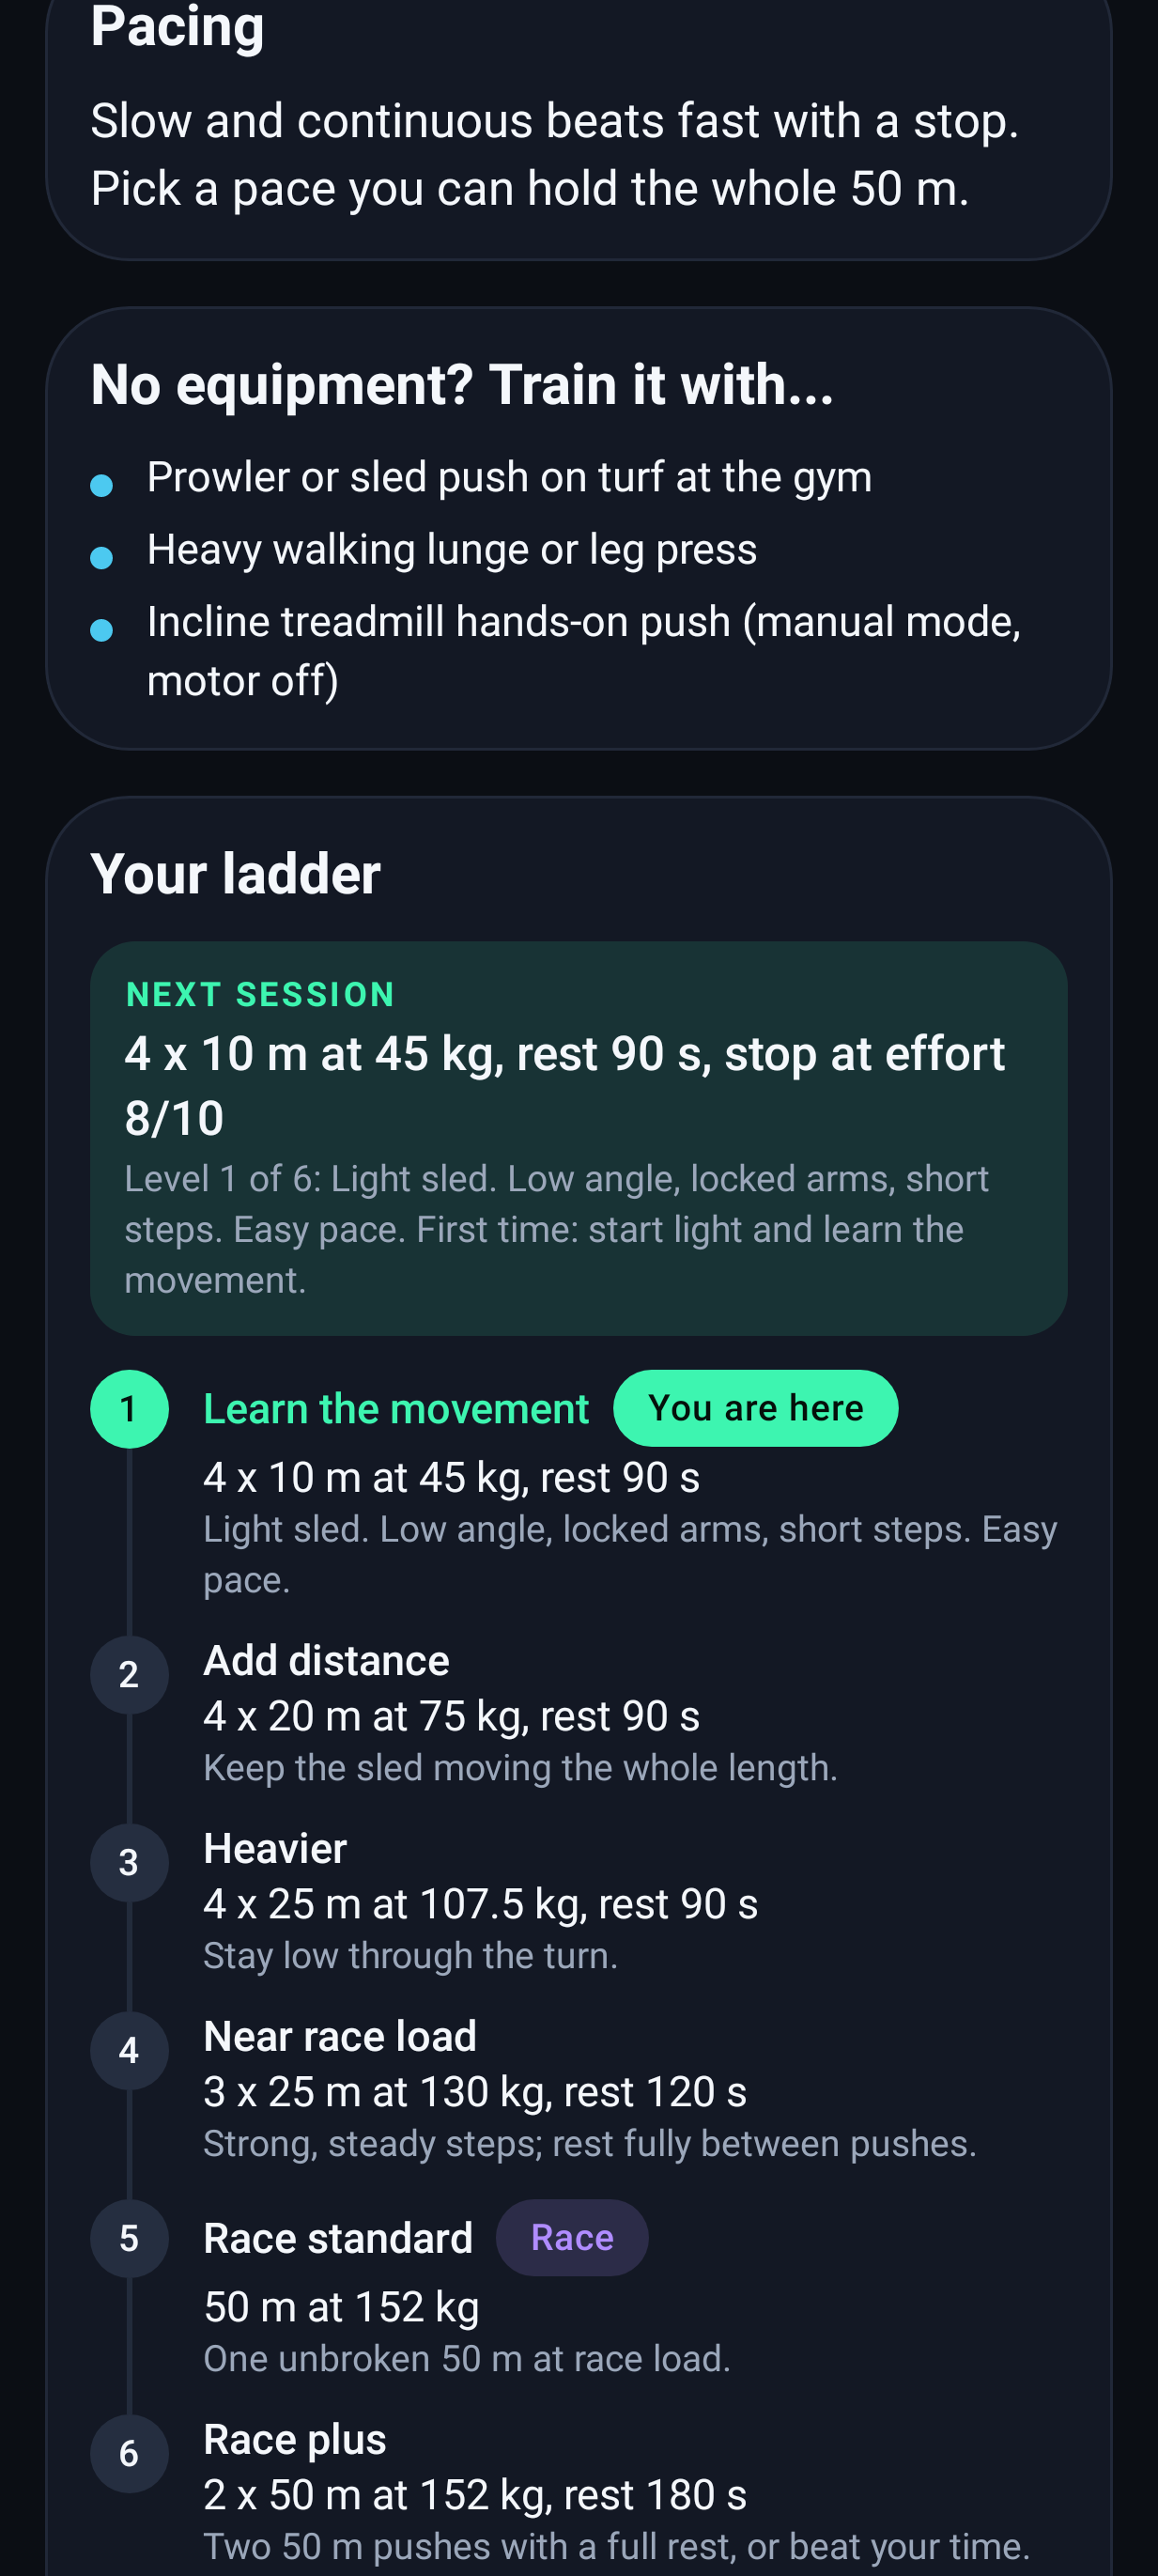 Pacing
Slow and continuous beats fast with a stop.
Pick a pace you can hold the whole 50 m.
No equipment? Train it with...
Prowler or sled push on turf at the gym
Heavy walking lunge or leg press
Incline treadmill hands-on push (manual mode,
motor off)
Your ladder
NEXT SESSION
4 x 10 m at 45 kg, rest 90 s, stop at effort
8/10
Level 1 of 6: Light sled. Low angle, locked arms, short
steps. Easy pace. First time: start light and learn the
movement.
1 Learn the movement You are here
4 x 10 m at 45 kg, rest 90 s
Light sled. Low angle, locked arms, short steps. Easy
pace.
2 Add distance
4 x 20 m at 75 kg, rest 90 s
Keep the sled moving the whole length.
3 Heavier
4 x 25 m at 107.5 kg, rest 90 s
Stay low through the turn.
4 Near race load
3 x 25 m at 130 kg, rest 120 s
Strong, steady steps; rest fully between pushes.
5 Race standard Race
50 m at 152 kg
One unbroken 50 m at race load.
6 Race plus
2 x 50 m at 152 kg, rest 180 s
Two 50 m pushes with a full rest, or beat your time.